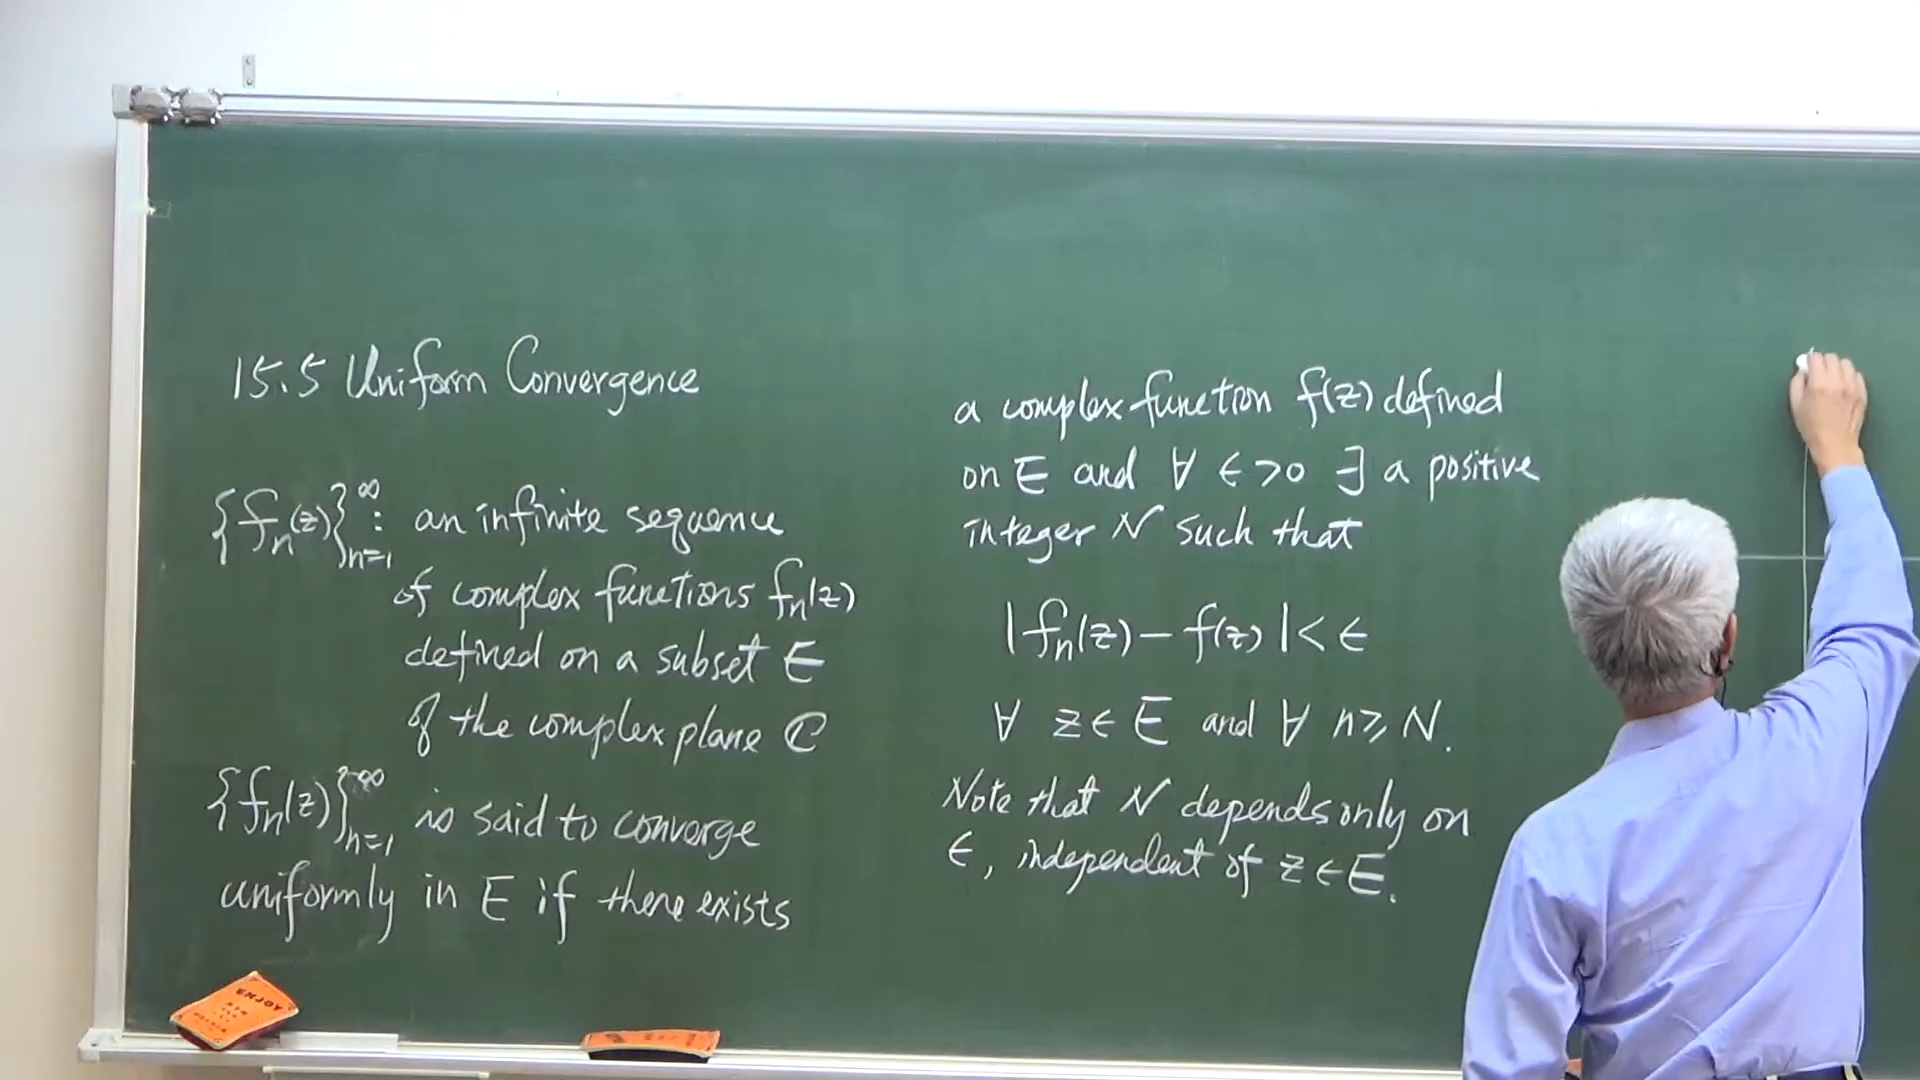 15.5 Uniform Convergence
{fₙ(z)}ₙ₌₁^∞ : an infinite sequence
of complex functions fₙ(z)
defined on a subset E
of the complex plane ℂ
{fₙ(z)}ₙ₌₁^∞ is said to converge
uniformly in E if there exists
a complex function f(z) defined
on E and ∀ ϵ>0 ∃ a positive
integer N such that
|fₙ(z) – f(z)| < ϵ
∀ z ∈ E and ∀ n ≥ N.
Note that N depends only on
ϵ, independent of z ∈ E.
ENJOY